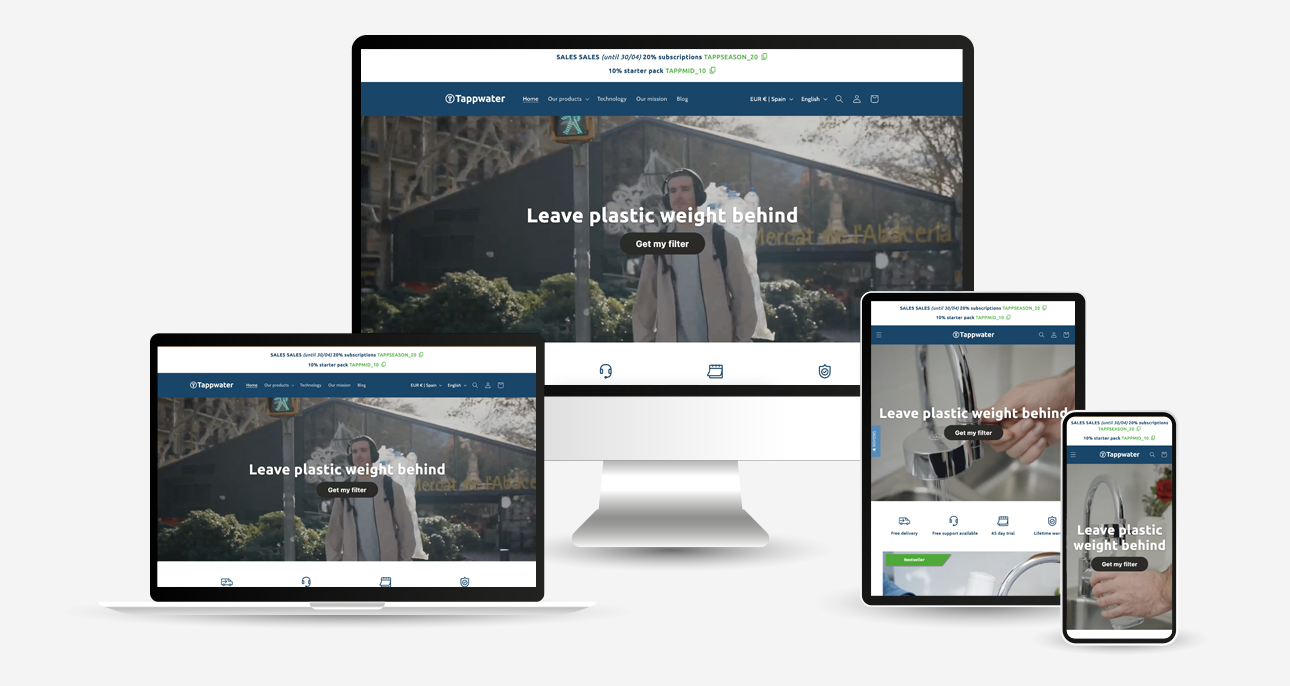 SALES SALES (until 30/04) 20% subscriptions TAPPSEASON_20
10% starter pack TAPPMID_10
Tappwater Home Our products Technology Our mission Blog EUR € | Spain English
Leave plastic weight behind
Get my filter
Mercat de l'Abaceria
SALES SALES (until 30/04) 20% subscriptions TAPPSEASON_20
10% starter pack TAPPMID_10
Tappwater Home Our products Technology Our mission Blog EUR € | Spain English
Leave plastic weight behind
Get my filter
SALES SALES (until 30/04) 20% subscriptions TAPPSEASON_20
10% starter pack TAPPMID_10
Tappwater
Leave plastic weight behind
Get my filter
Free delivery Free support available 45 day trial Lifetime
Bestseller
SALES SALES (until 30/04) 20% subscriptions
TAPPSEASON_20
10% starter pack TAPPMID_10
Tappwater
Leave plastic
weight behind
Get my filter